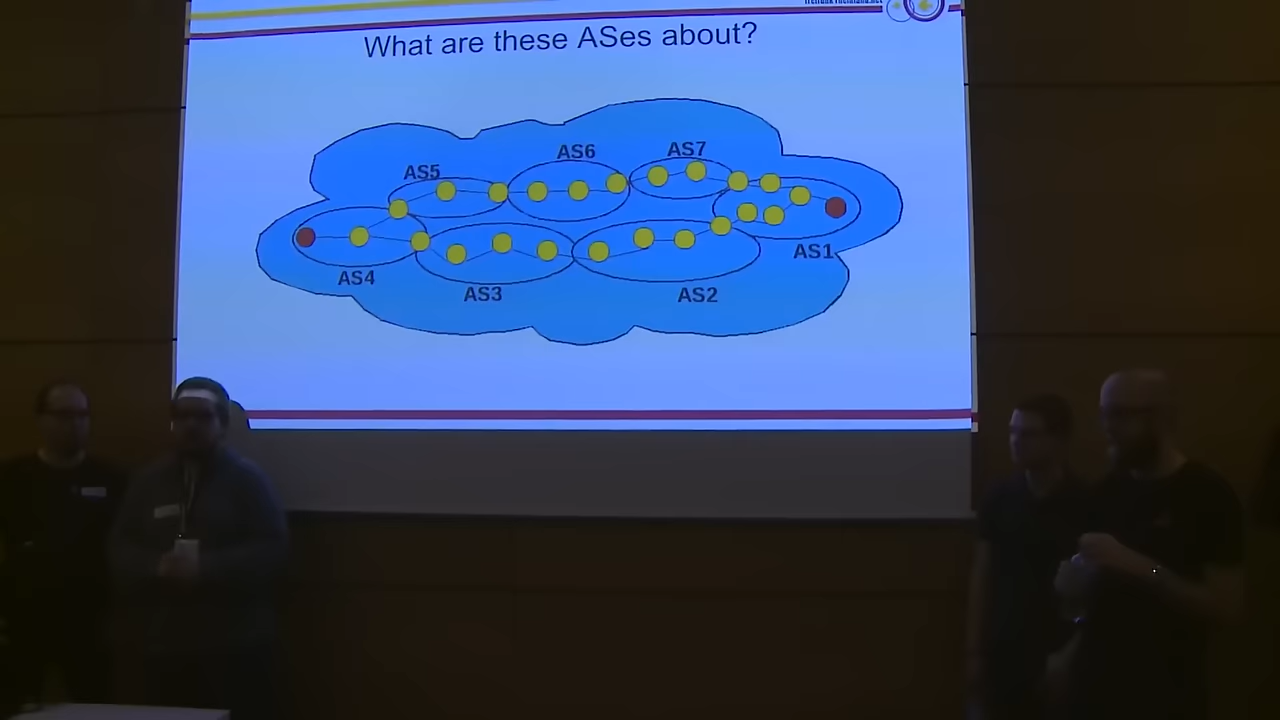 What are these ASes about?
AS6
AS7
AS5
AS1
AS4
AS3
AS2